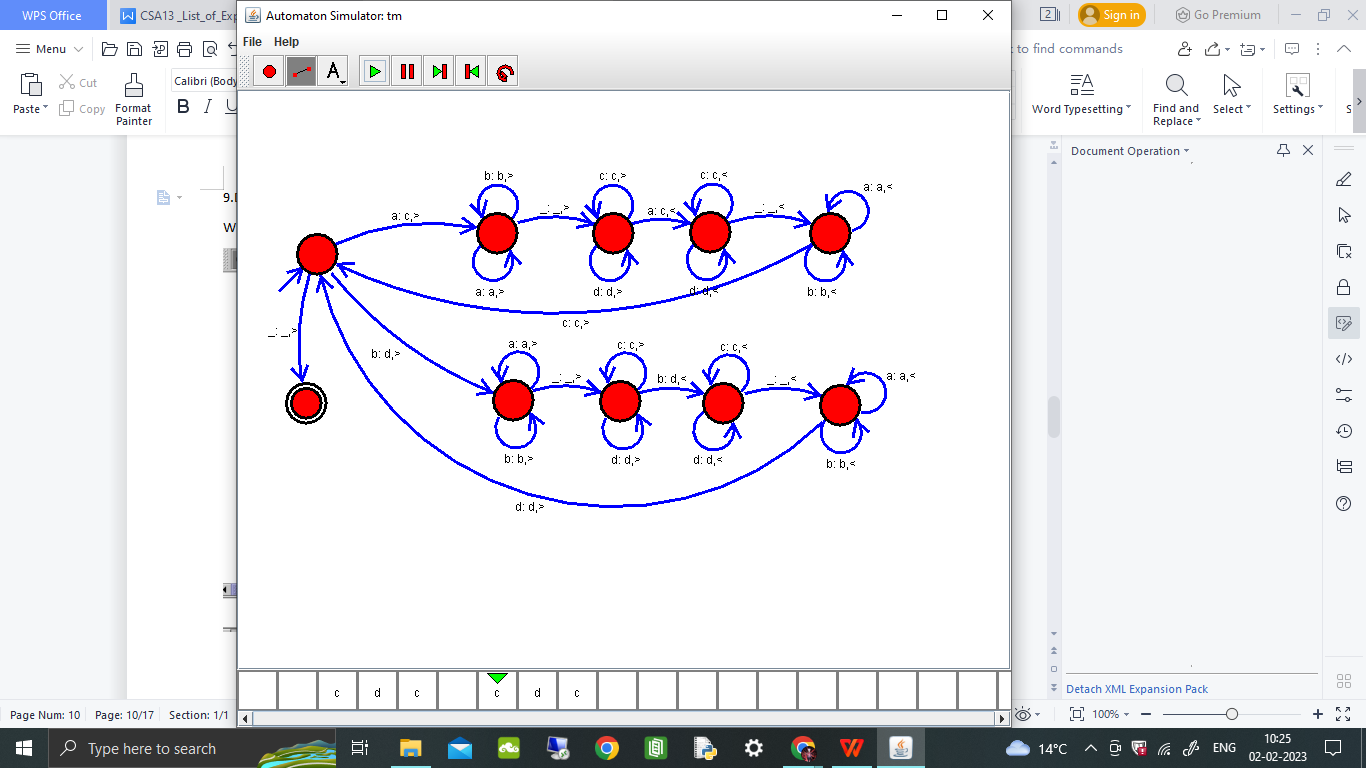 WPS Office
CSA13 _List_of_Exp
Automaton Simulator: tm
2
Sign in
Go Premium
Menu
File Help
t to find commands
Paste
Cut
Copy
Format
Painter
Calibri (Body
B I U
A
Word Typesetting
Find and
Replace
Select
Settings
S
Document Operation
9.
W
b: b,>
c: c,>
c: c,<
a: a,<
a: c,>
_: _,>
a: c,<
_: _,<
a: a,>
d: d,>
d: d,<
b: b,<
c: c,>
_: _,>
b: d,>
a: a,>
c: c,>
c: c,<
a: a,<
_: _,>
b: d,<
_: _,<
b: b,>
d: d,>
d: d,<
b: b,<
d: d,>
c d c c d c
Detach XML Expansion Pack
Page Num: 10 Page: 10/17 Section: 1/1
100%
Type here to search
14°C
ENG
10:25
02-02-2023